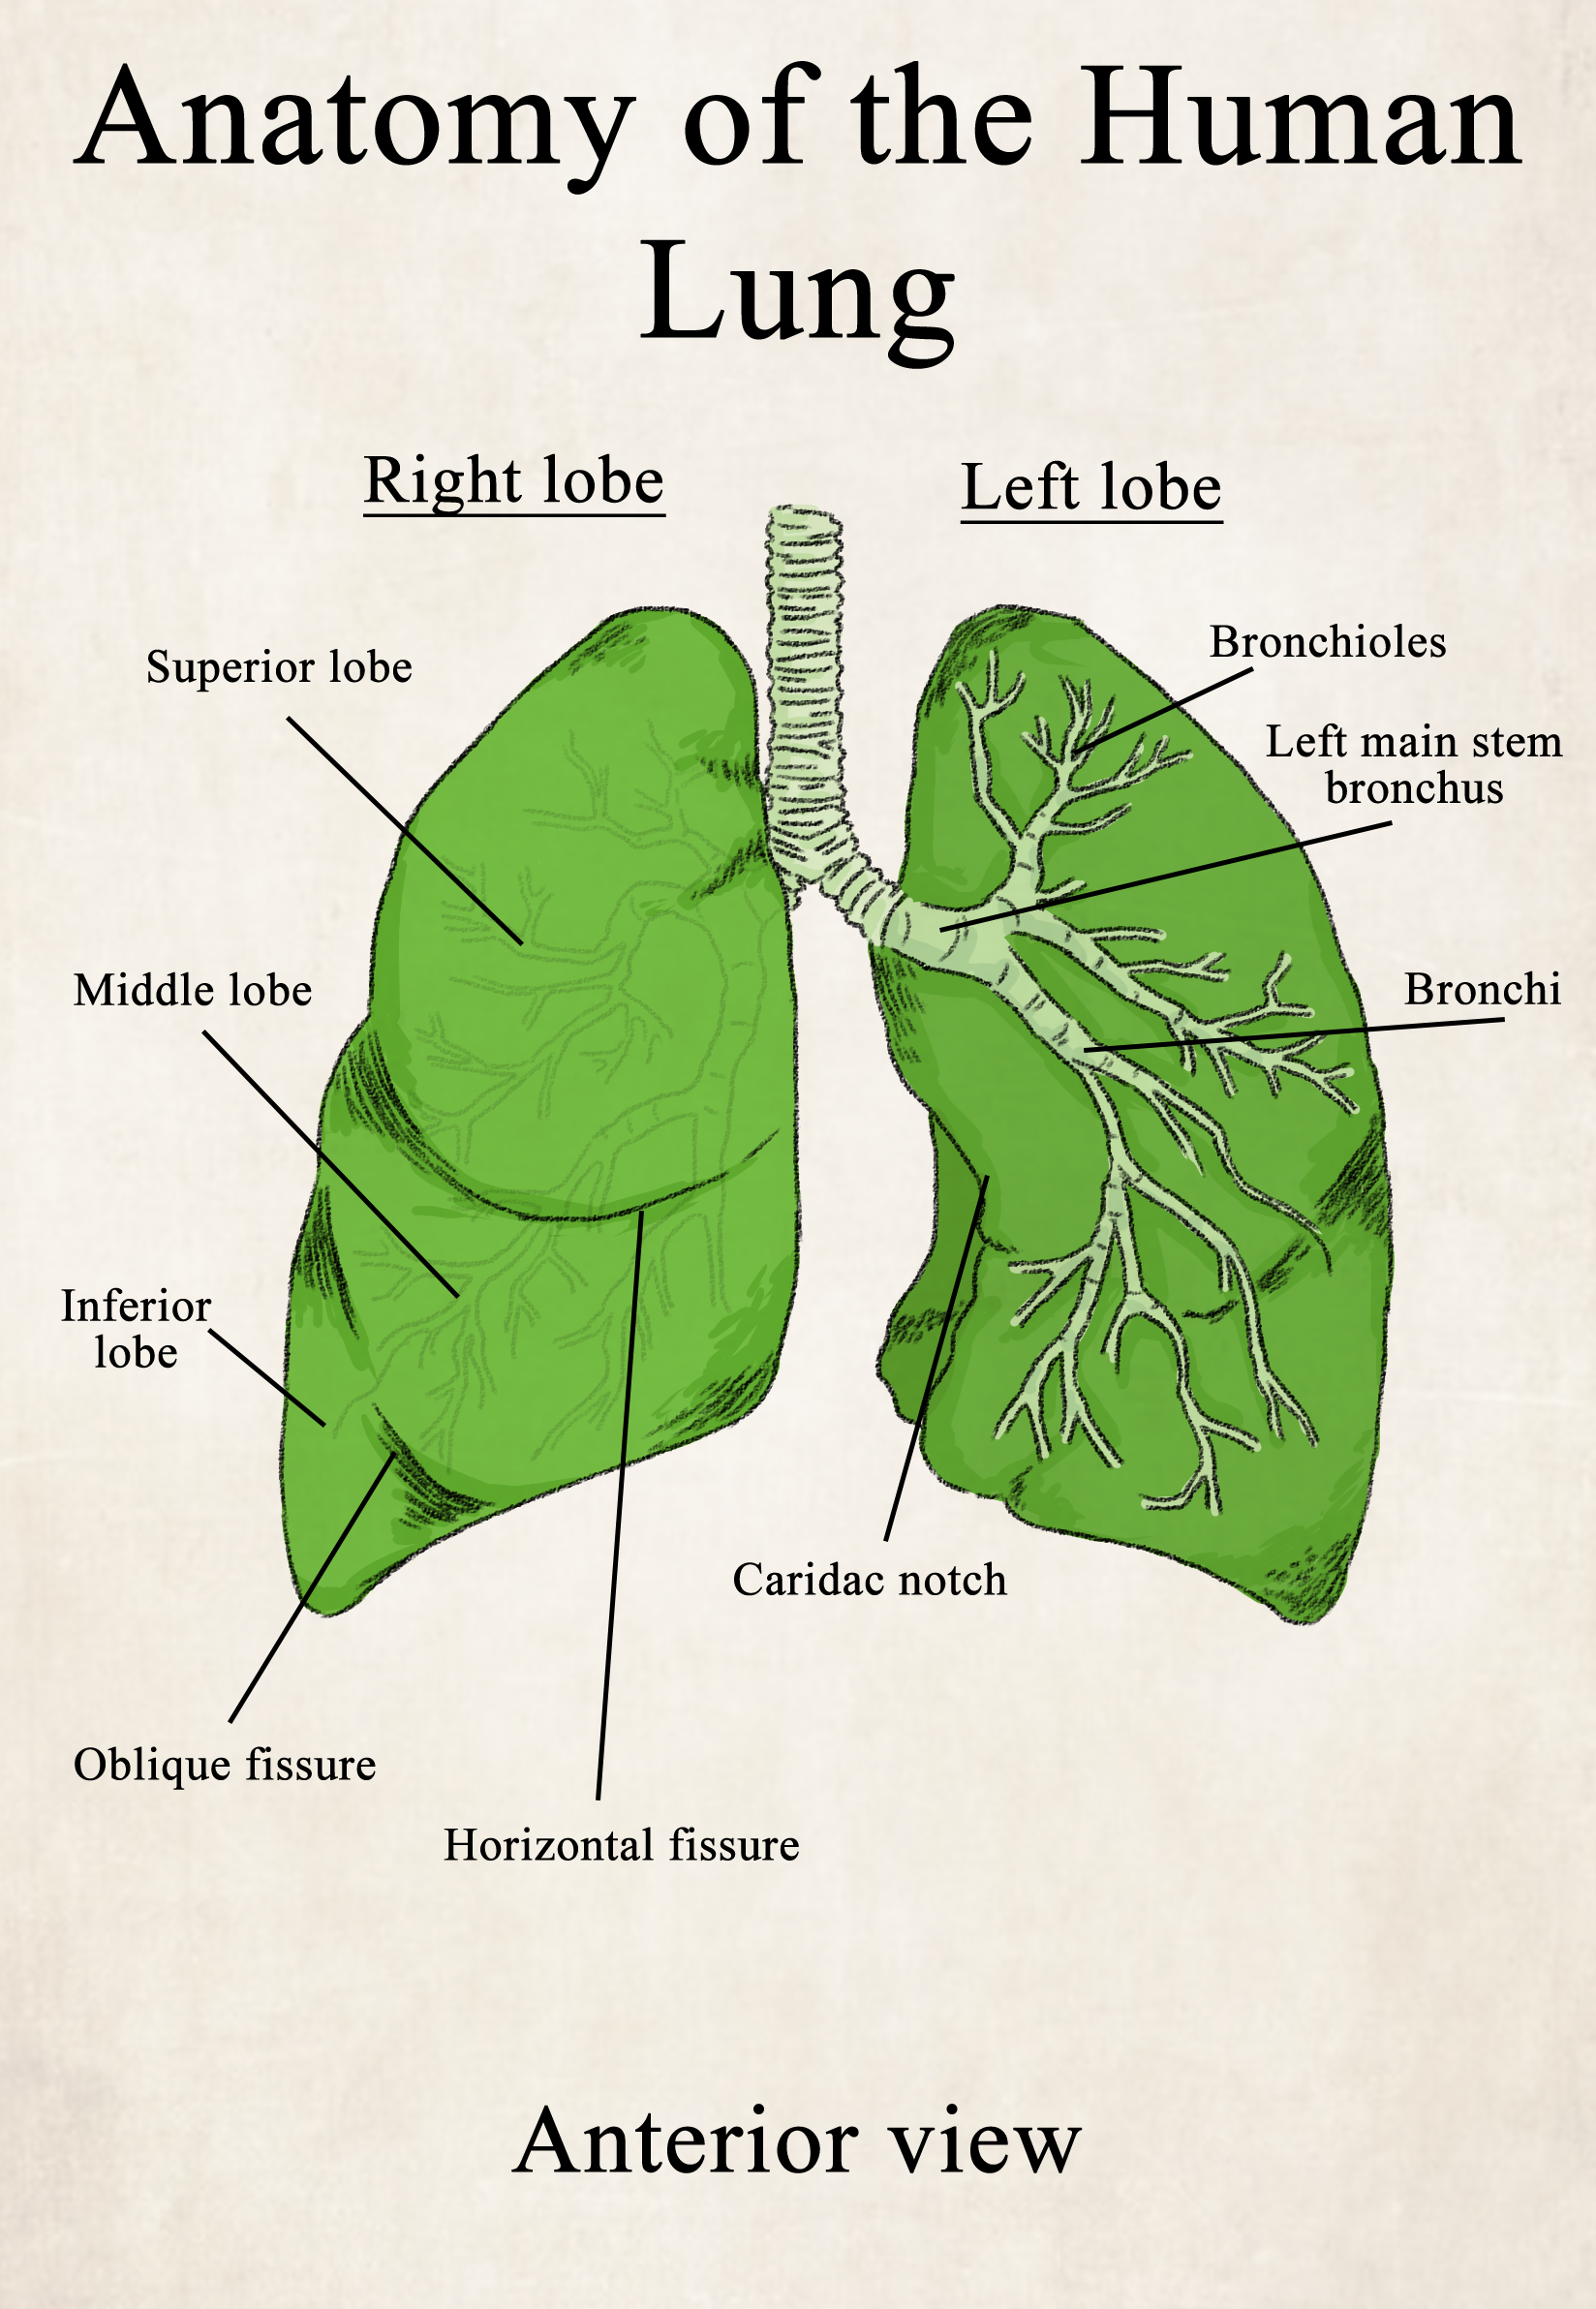 Anatomy of the Human
Lung
Right lobe
Left lobe
Superior lobe
Bronchioles
Left main stem
bronchus
Middle lobe
Bronchi
Inferior
lobe
Caridac notch
Oblique fissure
Horizontal fissure
Anterior view